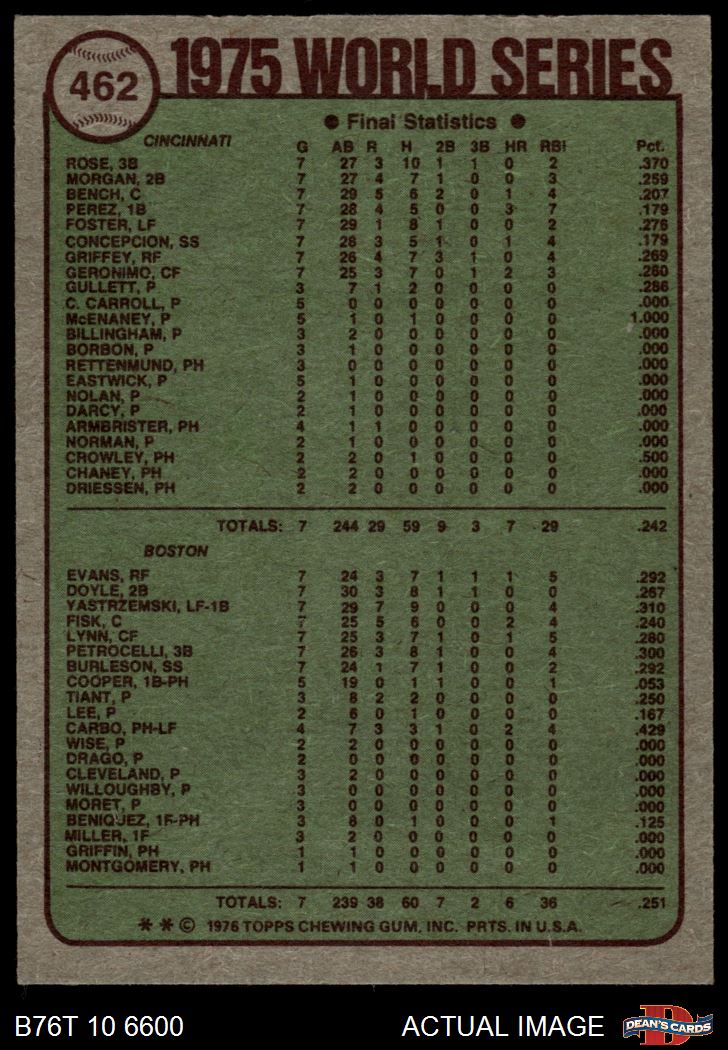 462
1975 WORLD SERIES
● Final Statistics ●
CINCINNATI G AB R H 2B 3B HR RBI Pct.
ROSE, 3B 7 27 3 10 1 1 0 2 .370
MORGAN, 2B 7 27 4 7 1 0 0 3 .259
BENCH, C 7 29 5 6 2 0 1 4 .207
PEREZ, 1B 7 28 4 5 0 0 3 7 .179
FOSTER, LF 7 29 1 8 1 0 0 2 .276
CONCEPCION, SS 7 28 3 5 1 0 1 4 .179
GRIFFEY, RF 7 26 4 7 3 1 0 4 .269
GERONIMO, CF 7 25 3 7 0 1 2 3 .280
GULLETT, P 3 7 1 2 0 0 0 0 .286
C. CARROLL, P 5 0 0 0 0 0 0 0 .000
McENANEY, P 5 1 0 1 0 0 0 0 1.000
BILLINGHAM, P 3 2 0 0 0 0 0 0 .000
BORBON, P 3 1 0 0 0 0 0 0 .000
RETTENMUND, PH 3 0 0 0 0 0 0 0 .000
EASTWICK, P 5 1 0 0 0 0 0 0 .000
NOLAN, P 2 1 0 0 0 0 0 0 .000
DARCY, P 2 1 0 0 0 0 0 0 .000
ARMBRISTER, PH 4 1 1 0 0 0 0 0 .000
NORMAN, P 2 1 0 0 0 0 0 0 .000
CROWLEY, PH 2 2 0 1 0 0 0 0 .500
CHANEY, PH 2 2 0 0 0 0 0 0 .000
DRIESSEN, PH 2 2 0 0 0 0 0 0 .000
TOTALS: 7 244 29 59 9 3 7 29 .242
BOSTON
EVANS, RF 7 24 3 7 1 1 1 5 .292
DOYLE, 2B 7 30 3 8 1 1 0 0 .267
YASTRZEMSKI, LF-1B 7 29 7 9 0 0 0 4 .310
FISK, C 7 25 5 6 0 0 2 4 .240
LYNN, CF 7 25 3 7 1 0 1 5 .280
PETROCELLI, 3B 7 26 3 8 1 0 0 4 .300
BURLESON, SS 7 24 1 7 1 0 0 2 .292
COOPER, 1B-PH 5 19 0 1 1 0 0 1 .053
TIANT, P 3 8 2 2 0 0 0 0 .250
LEE, P 2 6 0 1 0 0 0 0 .167
CARBO, PH-LF 4 7 3 3 1 0 2 4 .429
WISE, P 2 2 0 0 0 0 0 0 .000
DRAGO, P 2 0 0 0 0 0 0 0 .000
CLEVELAND, P 3 2 0 0 0 0 0 0 .000
WILLOUGHBY, P 3 0 0 0 0 0 0 0 .000
MORET, P 3 0 0 0 0 0 0 0 .000
BENIQUEZ, 1F-PH 3 8 0 1 0 0 0 1 .125
MILLER, 1F 3 2 0 0 0 0 0 0 .000
GRIFFIN, PH 1 1 0 0 0 0 0 0 .000
MONTGOMERY, PH 1 1 0 0 0 0 0 0 .000
TOTALS: 7 239 38 60 7 2 6 36 .251
* * © 1976 TOPPS CHEWING GUM, INC. PRTS. IN U.S.A.
B76T 10 6600 ACTUAL IMAGE
D DEAN'S CARDS